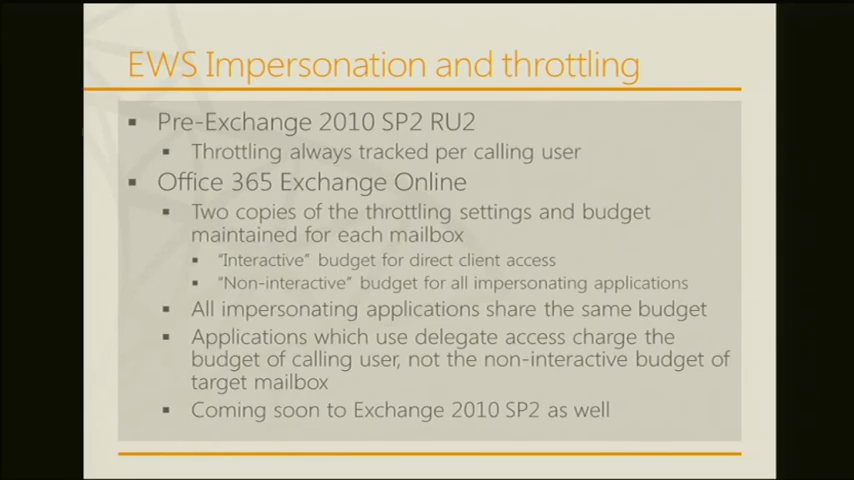 EWS Impersonation and throttling
▪ Pre-Exchange 2010 SP2 RU2
▪ Throttling always tracked per calling user
▪ Office 365 Exchange Online
▪ Two copies of the throttling settings and budget
maintained for each mailbox
▪ “Interactive” budget for direct client access
▪ “Non-interactive” budget for all impersonating applications
▪ All impersonating applications share the same budget
▪ Applications which use delegate access charge the
budget of calling user, not the non-interactive budget of
target mailbox
▪ Coming soon to Exchange 2010 SP2 as well